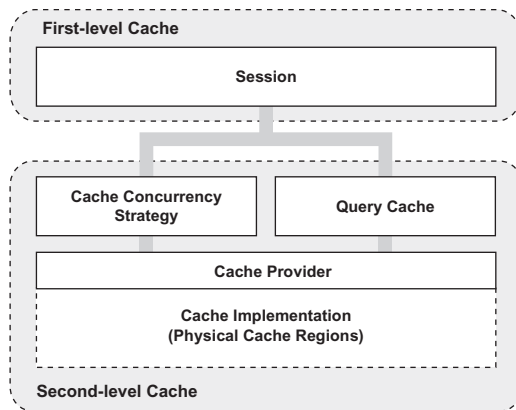 First-level Cache
Session
Cache Concurrency
Strategy
Query Cache
Cache Provider
Cache Implementation
(Physical Cache Regions)
Second-level Cache